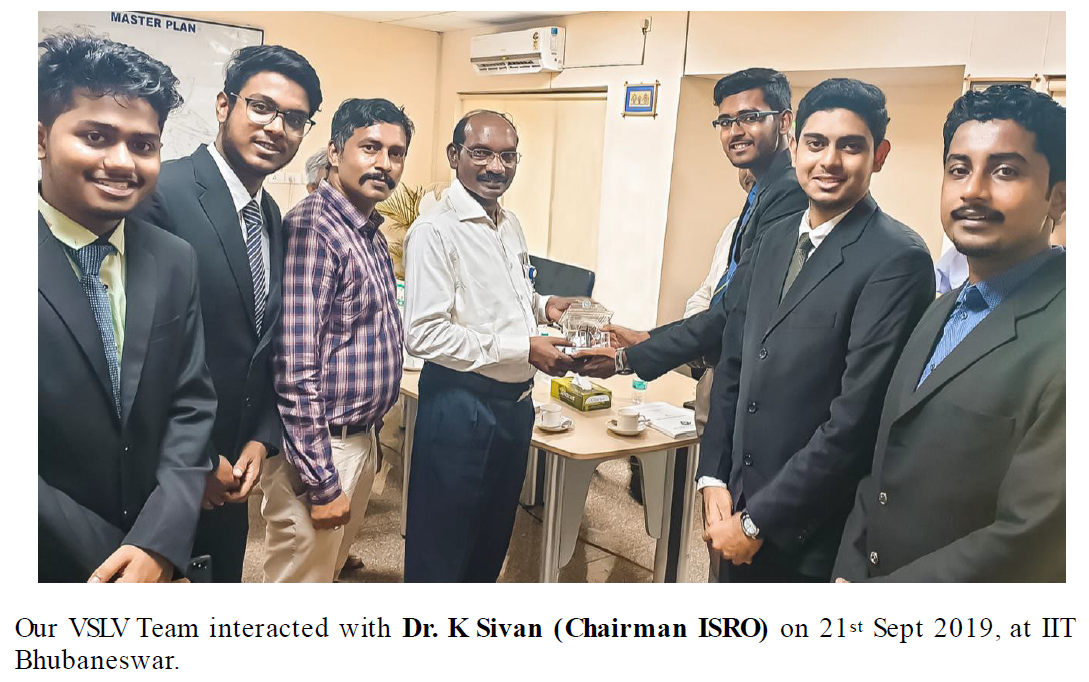 MASTER PLAN
Our VSLV Team interacted with Dr. K Sivan (Chairman ISRO) on 21st Sept 2019, at IIT
Bhubaneswar.